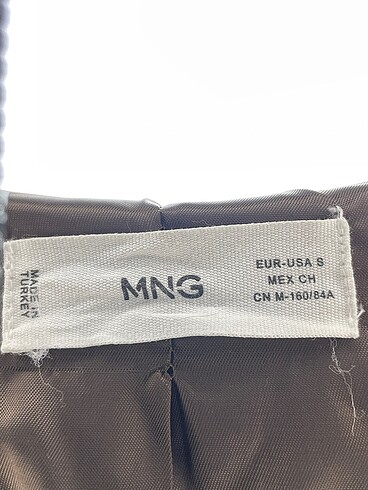 MADE IN
TURKEY
MNG
EUR-USA S
MEX CH
CN M-160/84A